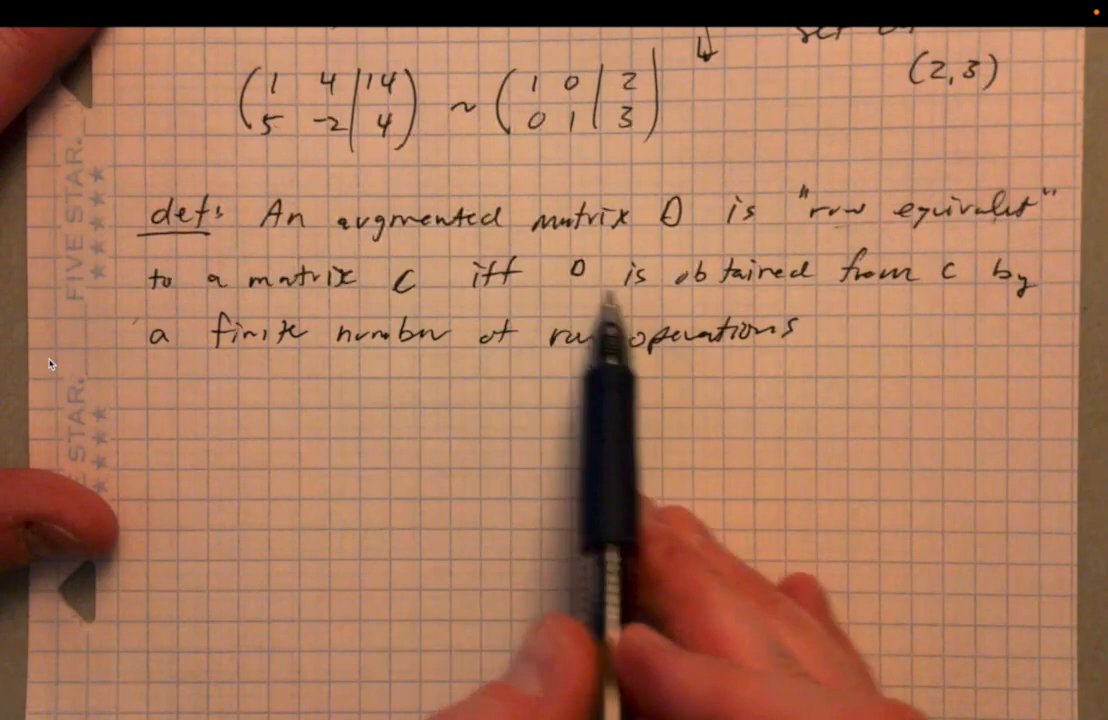 (2,3)
( 1 4 | 14 ) ~ ( 1 0 | 2 )
( 5 -2 | 4 ) ( 0 1 | 3 )
def: An augmented matrix D is "row equivalent"
to a matrix C iff D is obtained from C by
a finite number of row operations
FIVE STAR.
STAR.